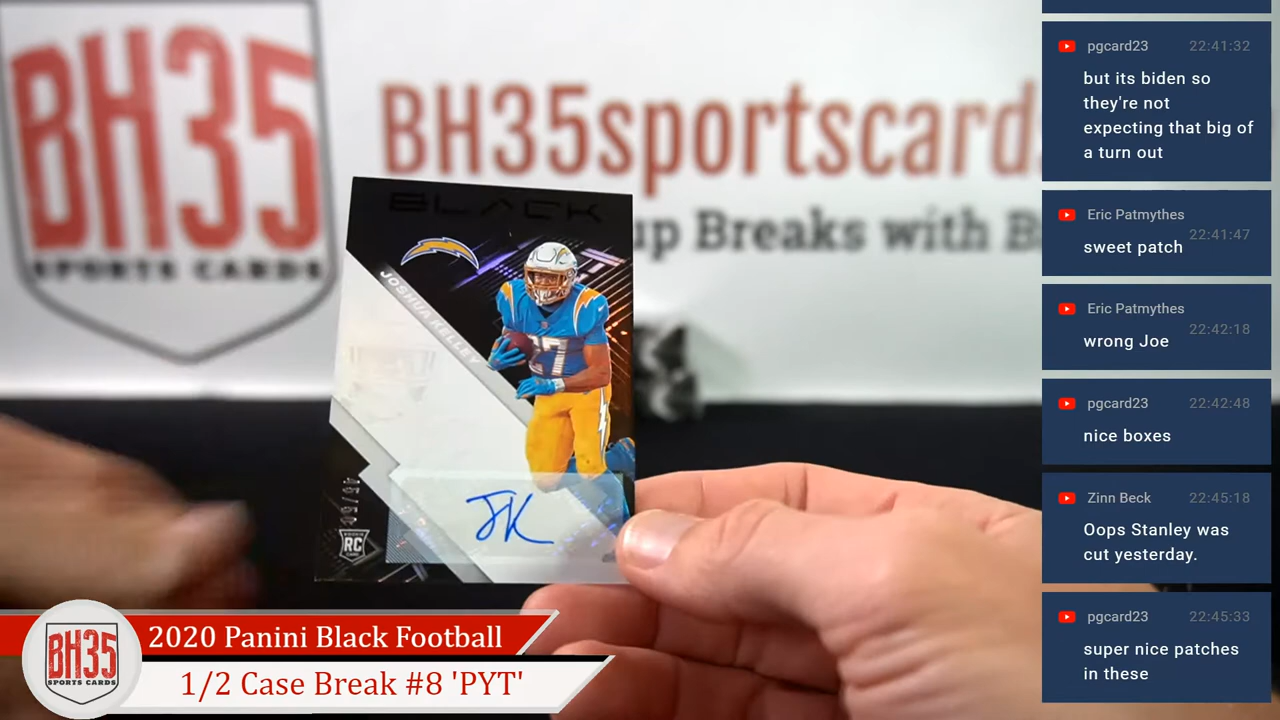 BH35
SPORTS CARDS
BH35sportscard
up Breaks with B
BLACK
JOSHUA KELLEY
27
JK
ROOKIE
RC
CARD
BH35
SPORTS CARDS
2020 Panini Black Football
1/2 Case Break #8 'PYT'
pgcard23 22:41:32
but its biden so
they're not
expecting that big of
a turn out
Eric Patmythes 22:41:47
sweet patch
Eric Patmythes 22:42:18
wrong Joe
pgcard23 22:42:48
nice boxes
Zinn Beck 22:45:18
Oops Stanley was
cut yesterday.
pgcard23 22:45:33
super nice patches
in these